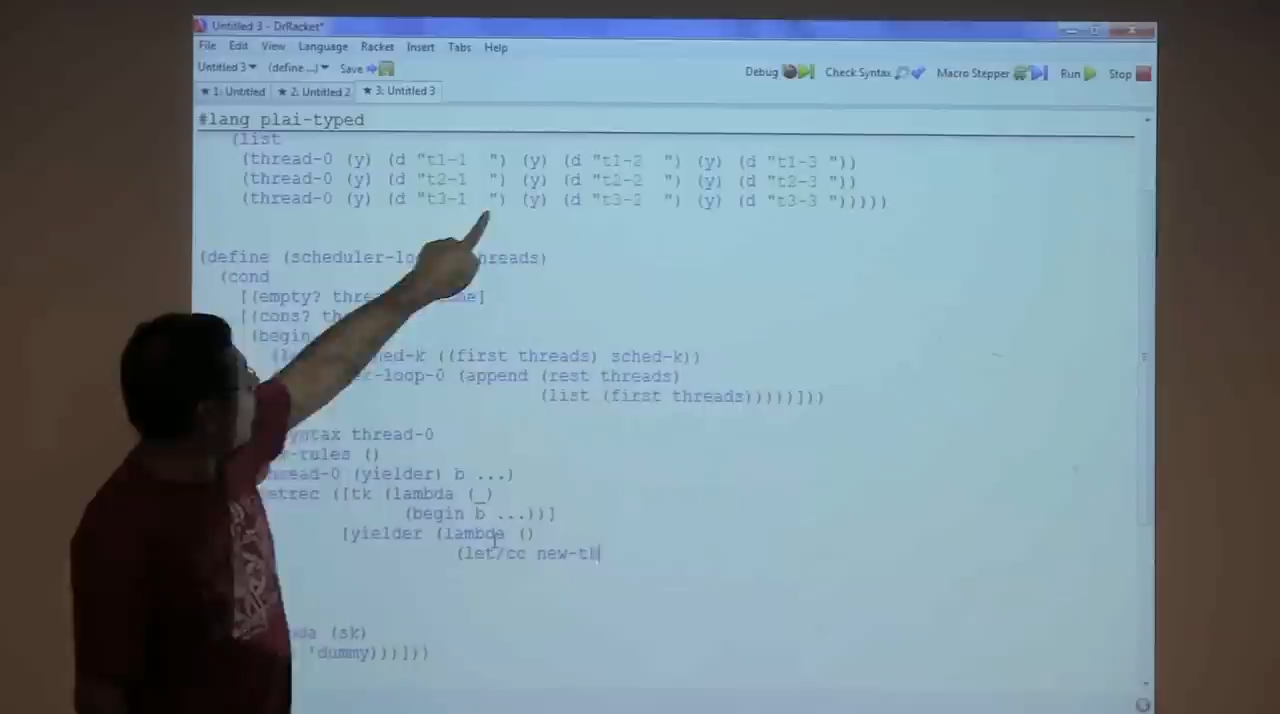 Untitled 3 - DrRacket*
File Edit View Language Racket Insert Tabs Help
Untitled 3 (define ...) Save Debug Check Syntax Macro Stepper Run Stop
1: Untitled 2: Untitled 2 3: Untitled 3
#lang plai-typed
(list
(thread-0 (y) (d "t1-1 ") (y) (d "t1-2 ") (y) (d "t1-3 "))
(thread-0 (y) (d "t2-1 ") (y) (d "t2-2 ") (y) (d "t2-3 "))
(thread-0 (y) (d "t3-1 ") (y) (d "t3-2 ") (y) (d "t3-3 ")))))
(define (scheduler-lo
(cond
[(empty?
[(cons?
(begin
((first threads) sched-k))
(append (rest threads)
(list (first threads)))))]))
thread-0
()
(yielder) b ...)
([tk (lambda (_)
(begin b ...))]
[yielder (lambda ()
(let/cc new-tk
(sk)
'dummy)))]))